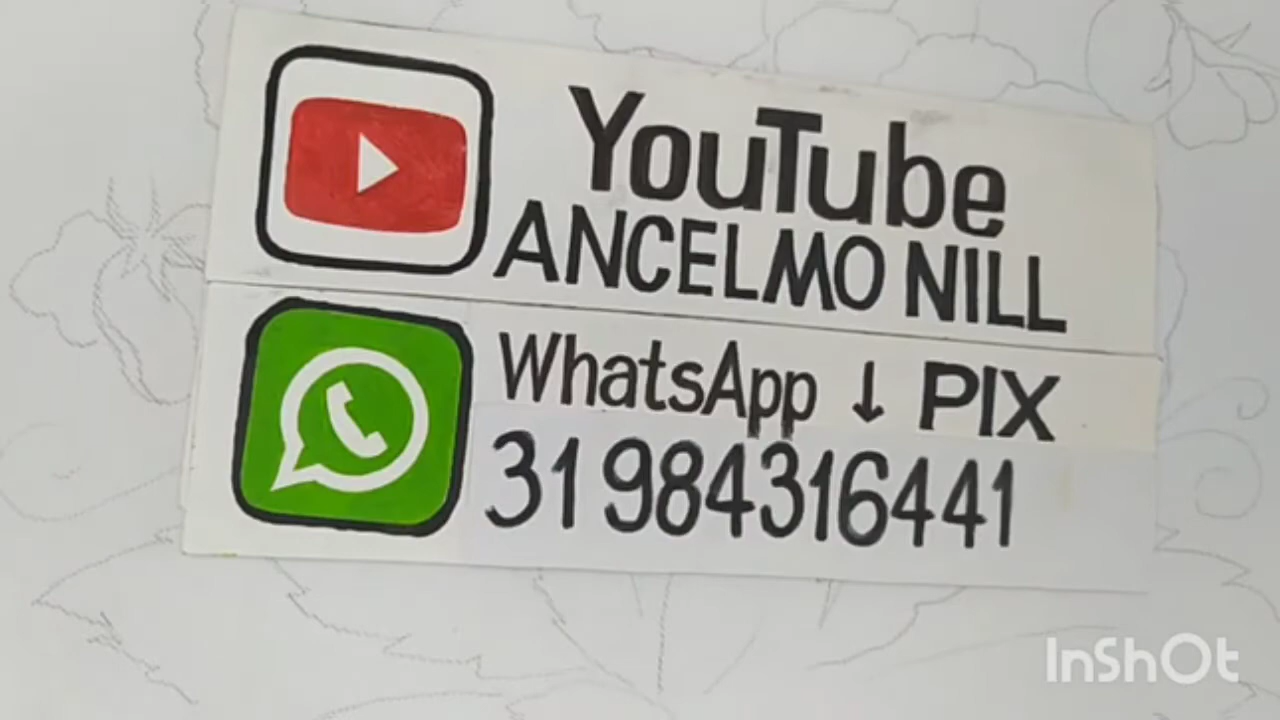 YouTube
ANCELMO NILL
WhatsApp ↓ PIX
31 984316441
InShOt